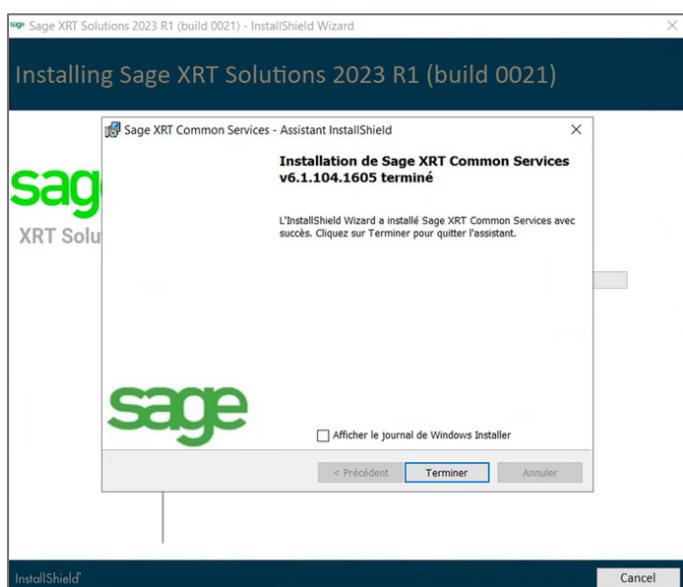 Sage XRT Solutions 2023 R1 (build 0021) - InstallShield Wizard
Installing Sage XRT Solutions 2023 R1 (build 0021)
Sage XRT Common Services - Assistant InstallShield
Installation de Sage XRT Common Services
v6.1.104.1605 terminé
L'InstallShield Wizard a installé Sage XRT Common Services avec
succès. Cliquez sur Terminer pour quitter l'assistant.
sag
XRT Solu
sage
Afficher le journal de Windows Installer
< Précédent
Terminer
Annuler
InstallShield
Cancel